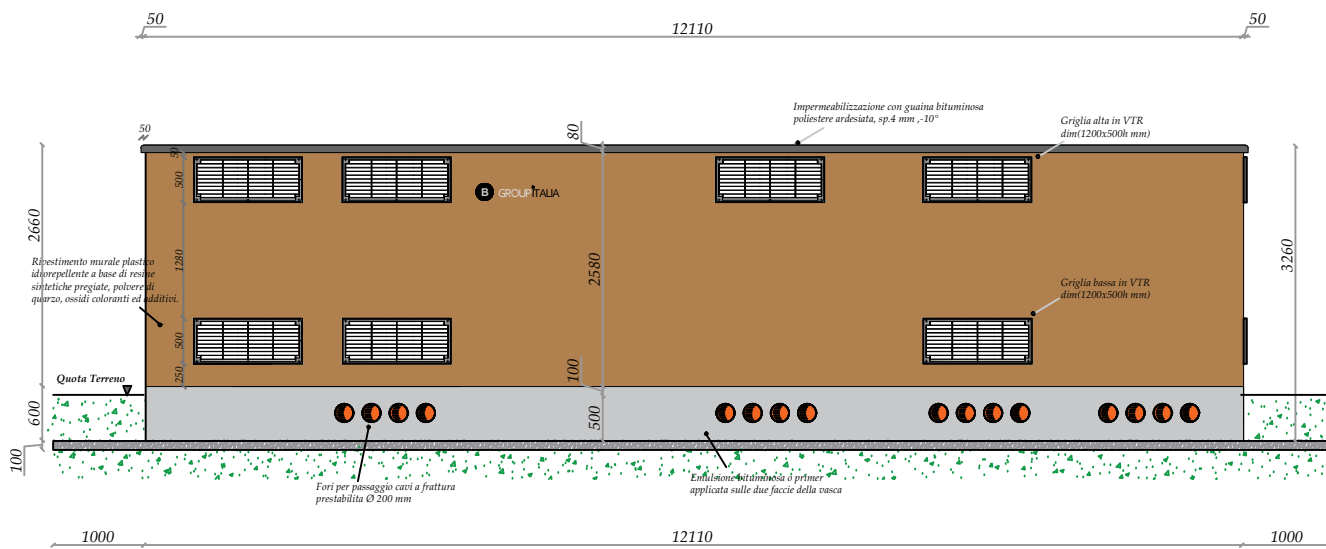 50
12110
50
Impermeabilizzazione con guaina bituminosa
poliestere ardesiata, sp.4 mm ,-10°
Griglia alta in VTR
dim(1200x500h mm)
50
80
50
500
B GROUP ITALIA
2660
1280
2580
3260
Rivestimento murale plastico
idrorepellente a base di resine
sintetiche pregiate, polvere di
quarzo, ossidi coloranti ed additivi.
Griglia bassa in VTR
dim(1200x500h mm)
500
250
100
Quota Terreno
600
500
100
Fori per passaggio cavi a frattura
prestabilita Ø 200 mm
Emulsione bituminosa o primer
applicata sulle due faccie della vasca
1000
12110
1000